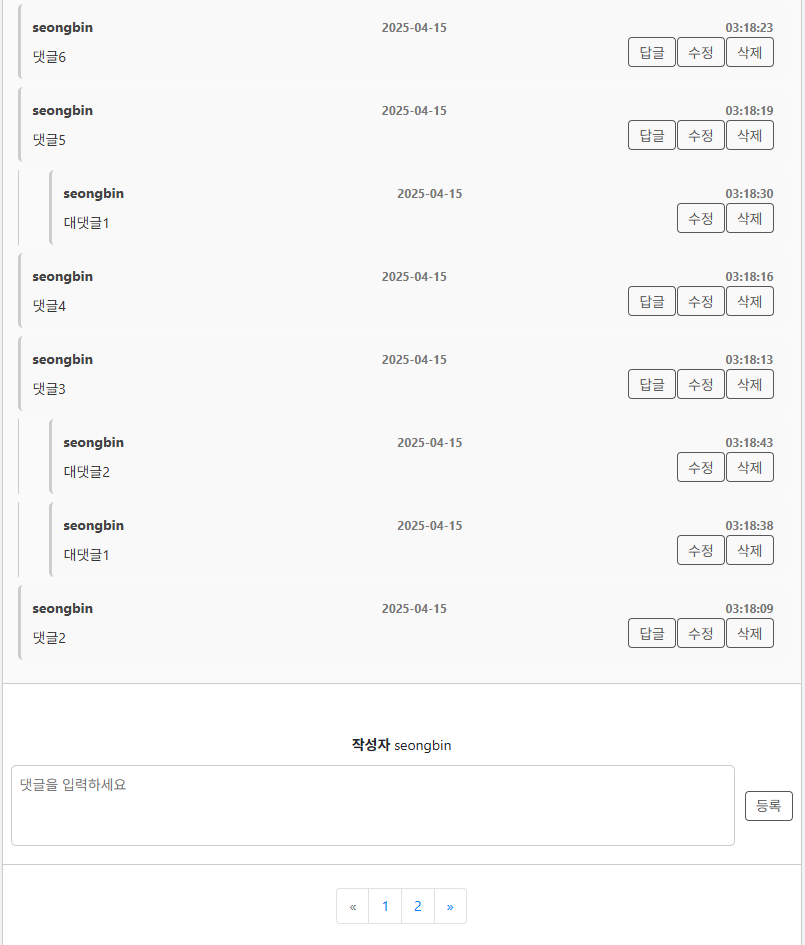 seongbin 2025-04-15 03:18:23
댓글6 답글 수정 삭제
seongbin 2025-04-15 03:18:19
댓글5 답글 수정 삭제
seongbin 2025-04-15 03:18:30
대댓글1 수정 삭제
seongbin 2025-04-15 03:18:16
댓글4 답글 수정 삭제
seongbin 2025-04-15 03:18:13
댓글3 답글 수정 삭제
seongbin 2025-04-15 03:18:43
대댓글2 수정 삭제
seongbin 2025-04-15 03:18:38
대댓글1 수정 삭제
seongbin 2025-04-15 03:18:09
댓글2 답글 수정 삭제
작성자 seongbin
댓글을 입력하세요
등록
« 1 2 »